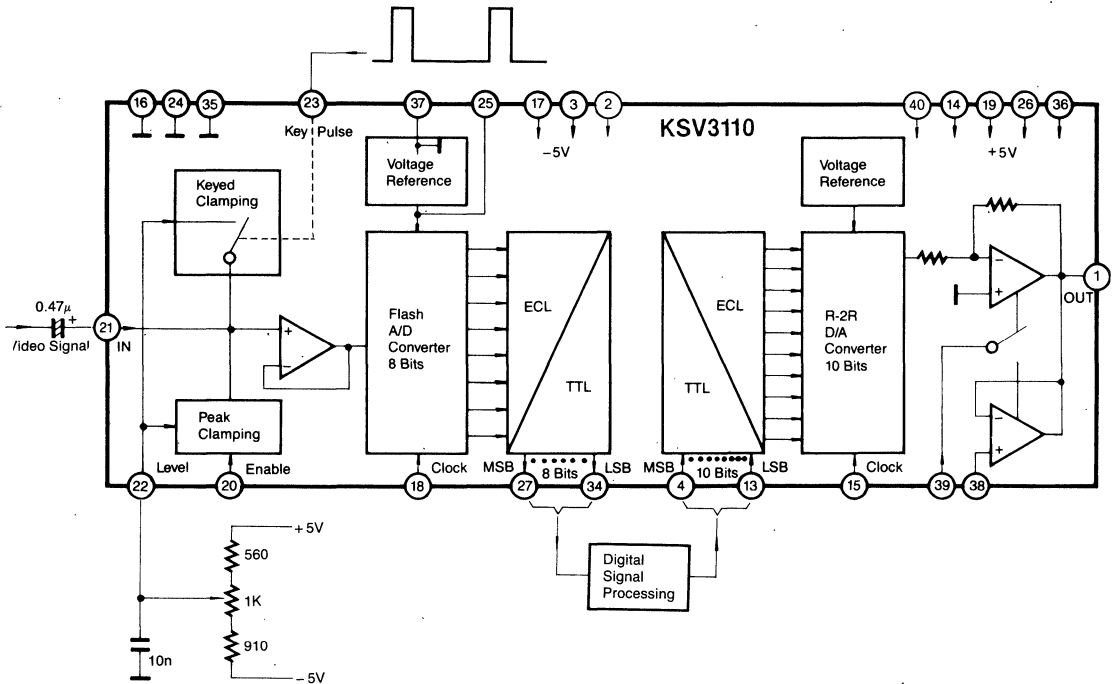 16 24 35 23 37 25 17 3 2 40 14 19 26 36
Key Pulse
−5V
KSV3110
+5V
Keyed
Clamping
Voltage
Reference
Voltage
Reference
0.47µ
+
21
IN
/ideo Signal
+
−
Flash
A/D
Converter
8 Bits
ECL
TTL
ECL
TTL
R-2R
D/A
Converter
10 Bits
−
+
1
OUT
−
+
Peak
Clamping
Level
Enable
Clock
MSB
8 Bits
LSB
MSB
10 Bits
LSB
Clock
22 20 18 27 34 4 13 15 39 38
+5V
560
1K
910
−5V
10n
Digital
Signal
Processing